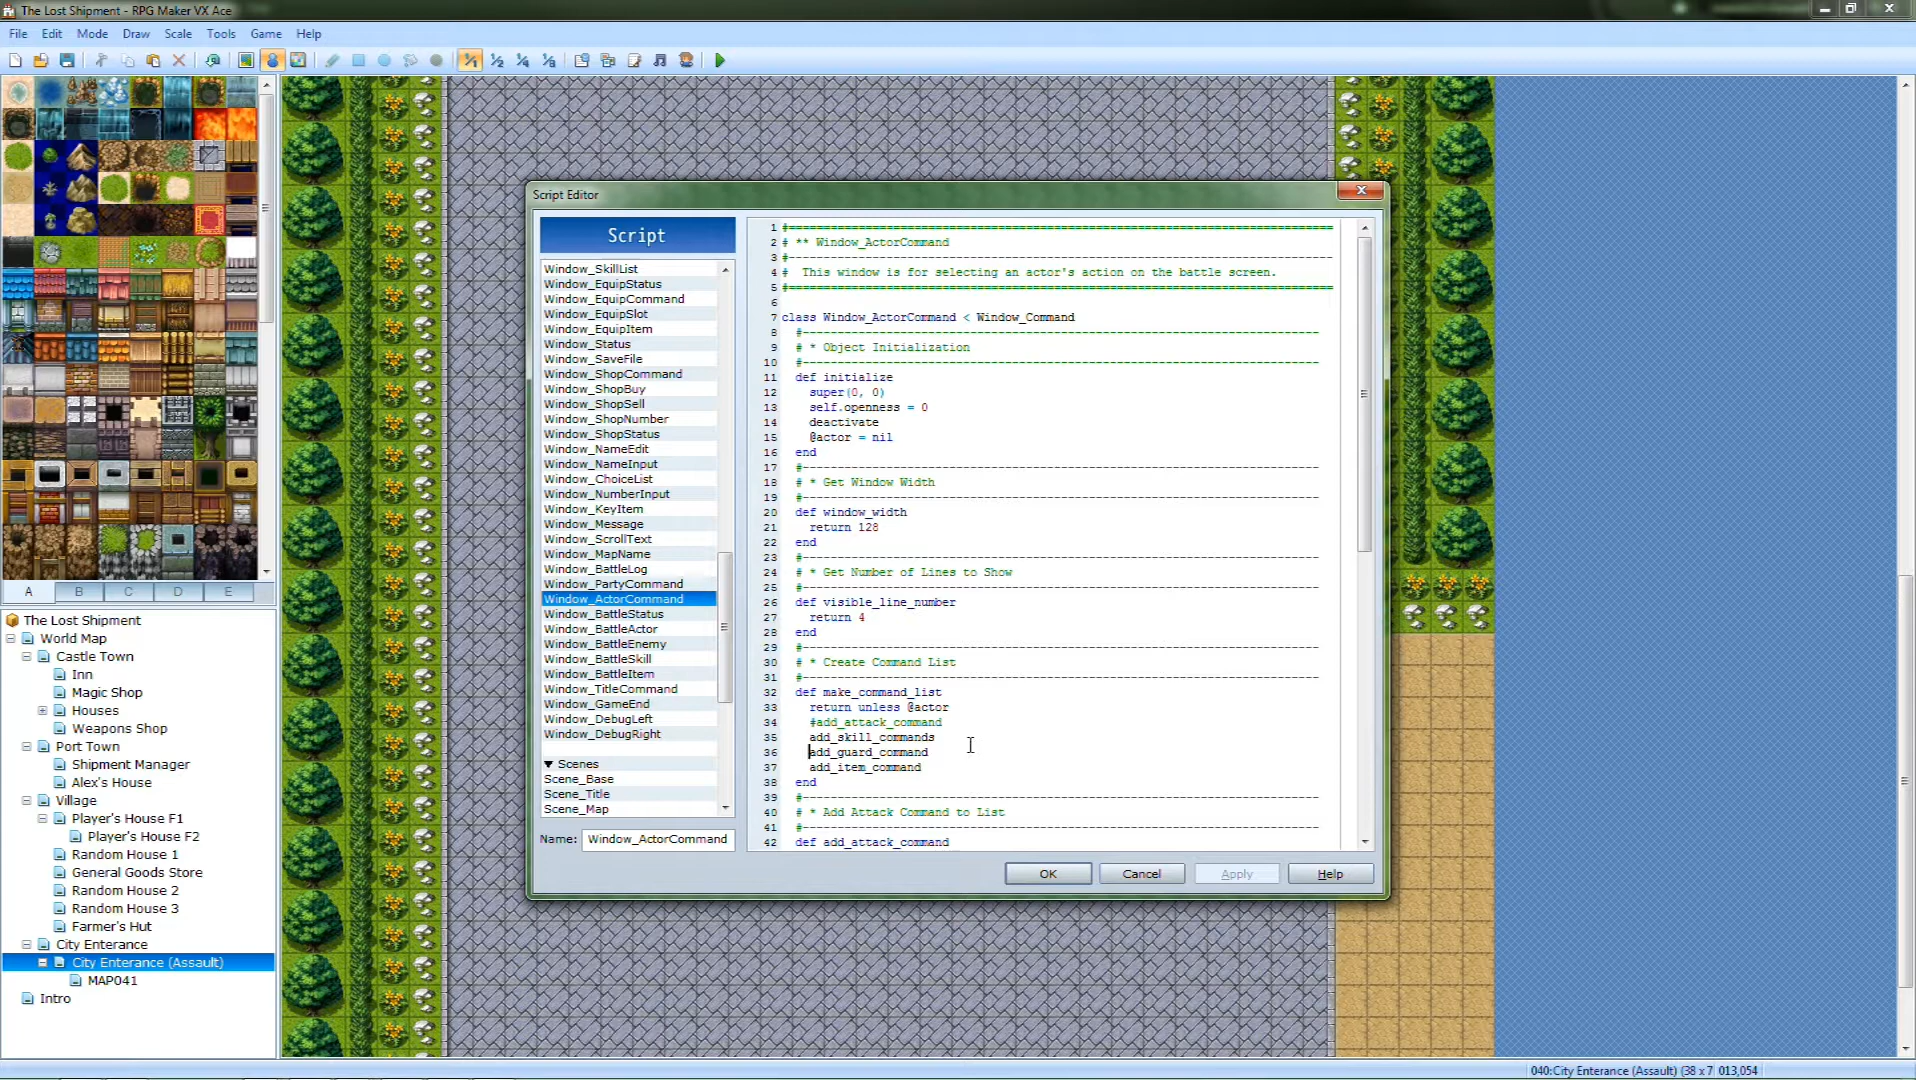 The Lost Shipment - RPG Maker VX Ace
File Edit Mode Draw Scale Tools Game Help
A B C D E
The Lost Shipment
World Map
Castle Town
Inn
Magic Shop
Houses
Weapons Shop
Port Town
Shipment Manager
Alex's House
Village
Player's House F1
Player's House F2
Random House 1
General Goods Store
Random House 2
Random House 3
Farmer's Hut
City Enterance
City Enterance (Assault)
MAP041
Intro
Script Editor
Script
Window_SkillList
Window_EquipStatus
Window_EquipCommand
Window_EquipSlot
Window_EquipItem
Window_Status
Window_SaveFile
Window_ShopCommand
Window_ShopBuy
Window_ShopSell
Window_ShopNumber
Window_ShopStatus
Window_NameEdit
Window_NameInput
Window_ChoiceList
Window_NumberInput
Window_KeyItem
Window_Message
Window_ScrollText
Window_MapName
Window_BattleLog
Window_PartyCommand
Window_ActorCommand
Window_BattleStatus
Window_BattleActor
Window_BattleEnemy
Window_BattleSkill
Window_BattleItem
Window_TitleCommand
Window_GameEnd
Window_DebugLeft
Window_DebugRight
▼ Scenes
Scene_Base
Scene_Title
Scene_Map
Name: Window_ActorCommand
1 #==============================================================================
2 # ** Window_ActorCommand
3 #------------------------------------------------------------------------------
4 #  This window is for selecting an actor's action on the battle screen.
5 #==============================================================================
6
7 class Window_ActorCommand < Window_Command
8 #--------------------------------------------------------------------------
9 # * Object Initialization
10 #--------------------------------------------------------------------------
11 def initialize
12 super(0, 0)
13 self.openness = 0
14 deactivate
15 @actor = nil
16 end
17 #--------------------------------------------------------------------------
18 # * Get Window Width
19 #--------------------------------------------------------------------------
20 def window_width
21 return 128
22 end
23 #--------------------------------------------------------------------------
24 # * Get Number of Lines to Show
25 #--------------------------------------------------------------------------
26 def visible_line_number
27 return 4
28 end
29 #--------------------------------------------------------------------------
30 # * Create Command List
31 #--------------------------------------------------------------------------
32 def make_command_list
33 return unless @actor
34 #add_attack_command
35 add_skill_commands
36 add_guard_command
37 add_item_command
38 end
39 #--------------------------------------------------------------------------
40 # * Add Attack Command to List
41 #--------------------------------------------------------------------------
42 def add_attack_command
OK Cancel Apply Help
040:City Enterance (Assault) (38 x 7 013,054